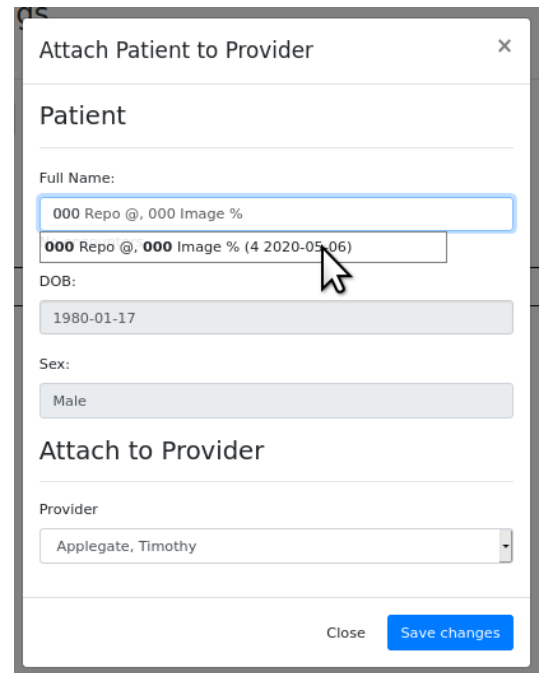 gs
Attach Patient to Provider ×
Patient
Full Name:
000 Repo @, 000 Image %
000 Repo @, 000 Image % (4 2020-05-06)
DOB:
1980-01-17
Sex:
Male
Attach to Provider
Provider
Applegate, Timothy
Close Save changes